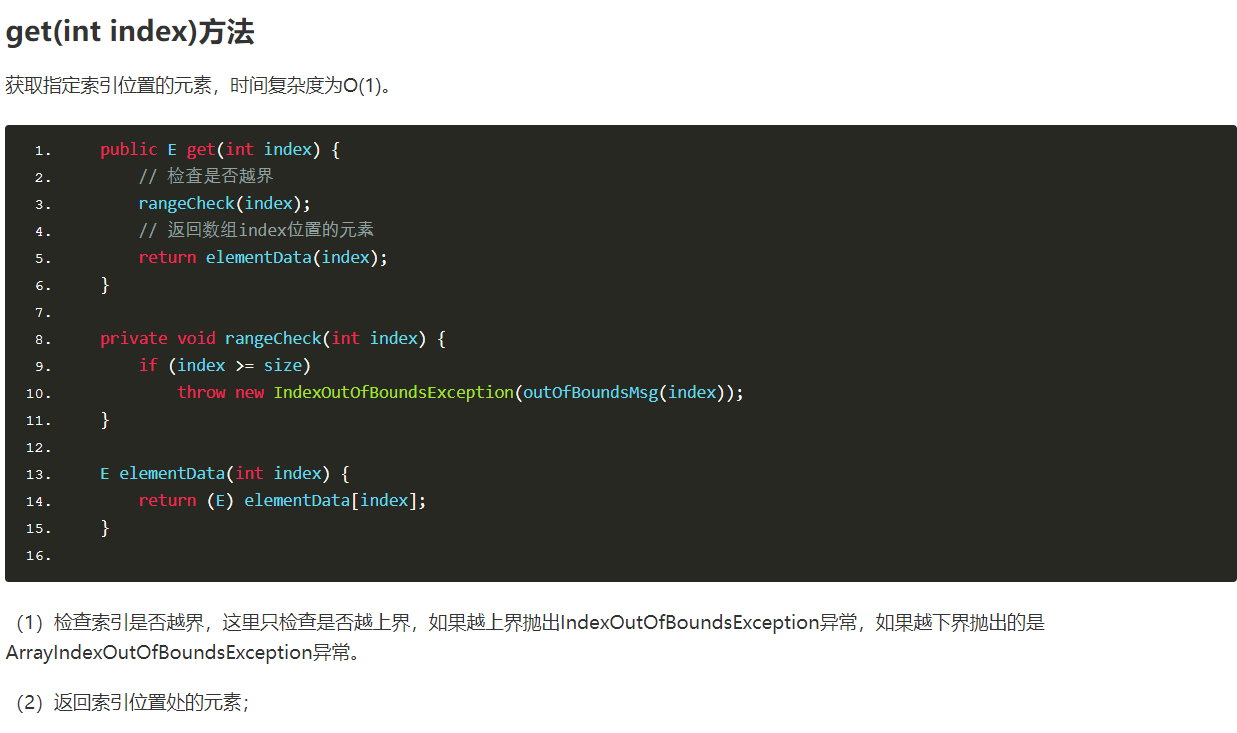 get(int index)方法
获取指定索引位置的元素，时间复杂度为O(1)。
1. public E get(int index) {
2. // 检查是否越界
3. rangeCheck(index);
4. // 返回数组index位置的元素
5. return elementData(index);
6. }
7.
8. private void rangeCheck(int index) {
9. if (index >= size)
10. throw new IndexOutOfBoundsException(outOfBoundsMsg(index));
11. }
12.
13. E elementData(int index) {
14. return (E) elementData[index];
15. }
16.
（1）检查索引是否越界，这里只检查是否越上界，如果越上界抛出IndexOutOfBoundsException异常，如果越下界抛出的是
ArrayIndexOutOfBoundsException异常。
（2）返回索引位置处的元素；